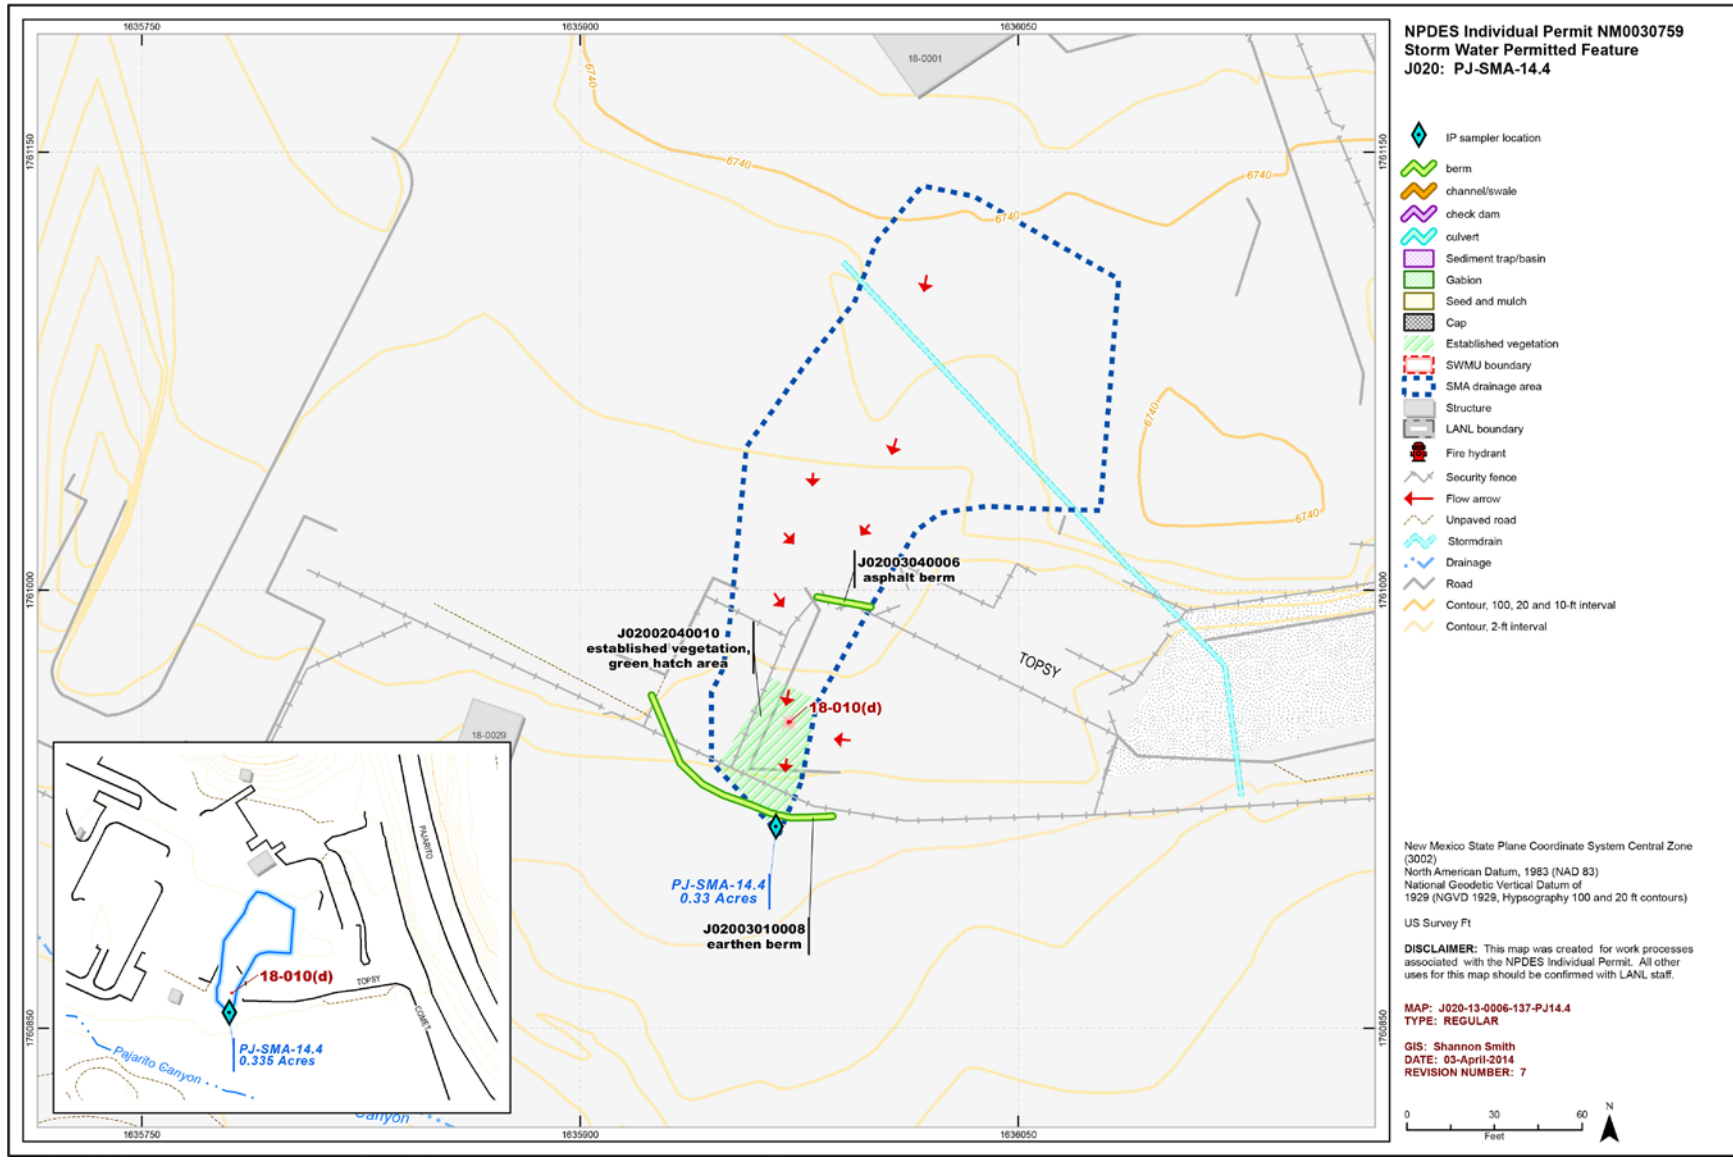 NPDES Individual Permit NM0030759
Storm Water Permitted Feature
J020: PJ-SMA-14.4
IP sampler location
berm
channel/swale
check dam
culvert
Sediment trap/basin
Gabion
Seed and mulch
Cap
Established vegetation
SWMU boundary
SMA drainage area
Structure
LANL boundary
Fire hydrant
Security fence
Flow arrow
Unpaved road
Stormdrain
Drainage
Road
Contour, 100, 20 and 10-ft interval
Contour, 2-ft interval
New Mexico State Plane Coordinate System Central Zone
(3002)
North American Datum, 1983 (NAD 83)
National Geodetic Vertical Datum of
1929 (NGVD 1929, Hypsography 100 and 20 ft contours)
US Survey Ft
DISCLAIMER: This map was created for work processes
associated with the NPDES Individual Permit. All other
uses for this map should be confirmed with LANL staff.
MAP: J020-13-0006-137-PJ14.4
TYPE: REGULAR
GIS: Shannon Smith
DATE: 03-April-2014
REVISION NUMBER: 7
0 30 60
Feet
N
1635750 1635900 1636050
1761150 1761150
1761000 1761000
1760850
1635750 1635900 1636050
18-0001
6740
6740
6740
6740
6740
6740
J02003040006
asphalt berm
J02002040010
established vegetation,
green hatch area
TOPSY
18-010(d)
18-0029
PJ-SMA-14.4
0.33 Acres
J02003010008
earthen berm
PAJARITO
18-010(d)
TOPSY
COMET
PJ-SMA-14.4
0.335 Acres
Pajarito Canyon
Canyon